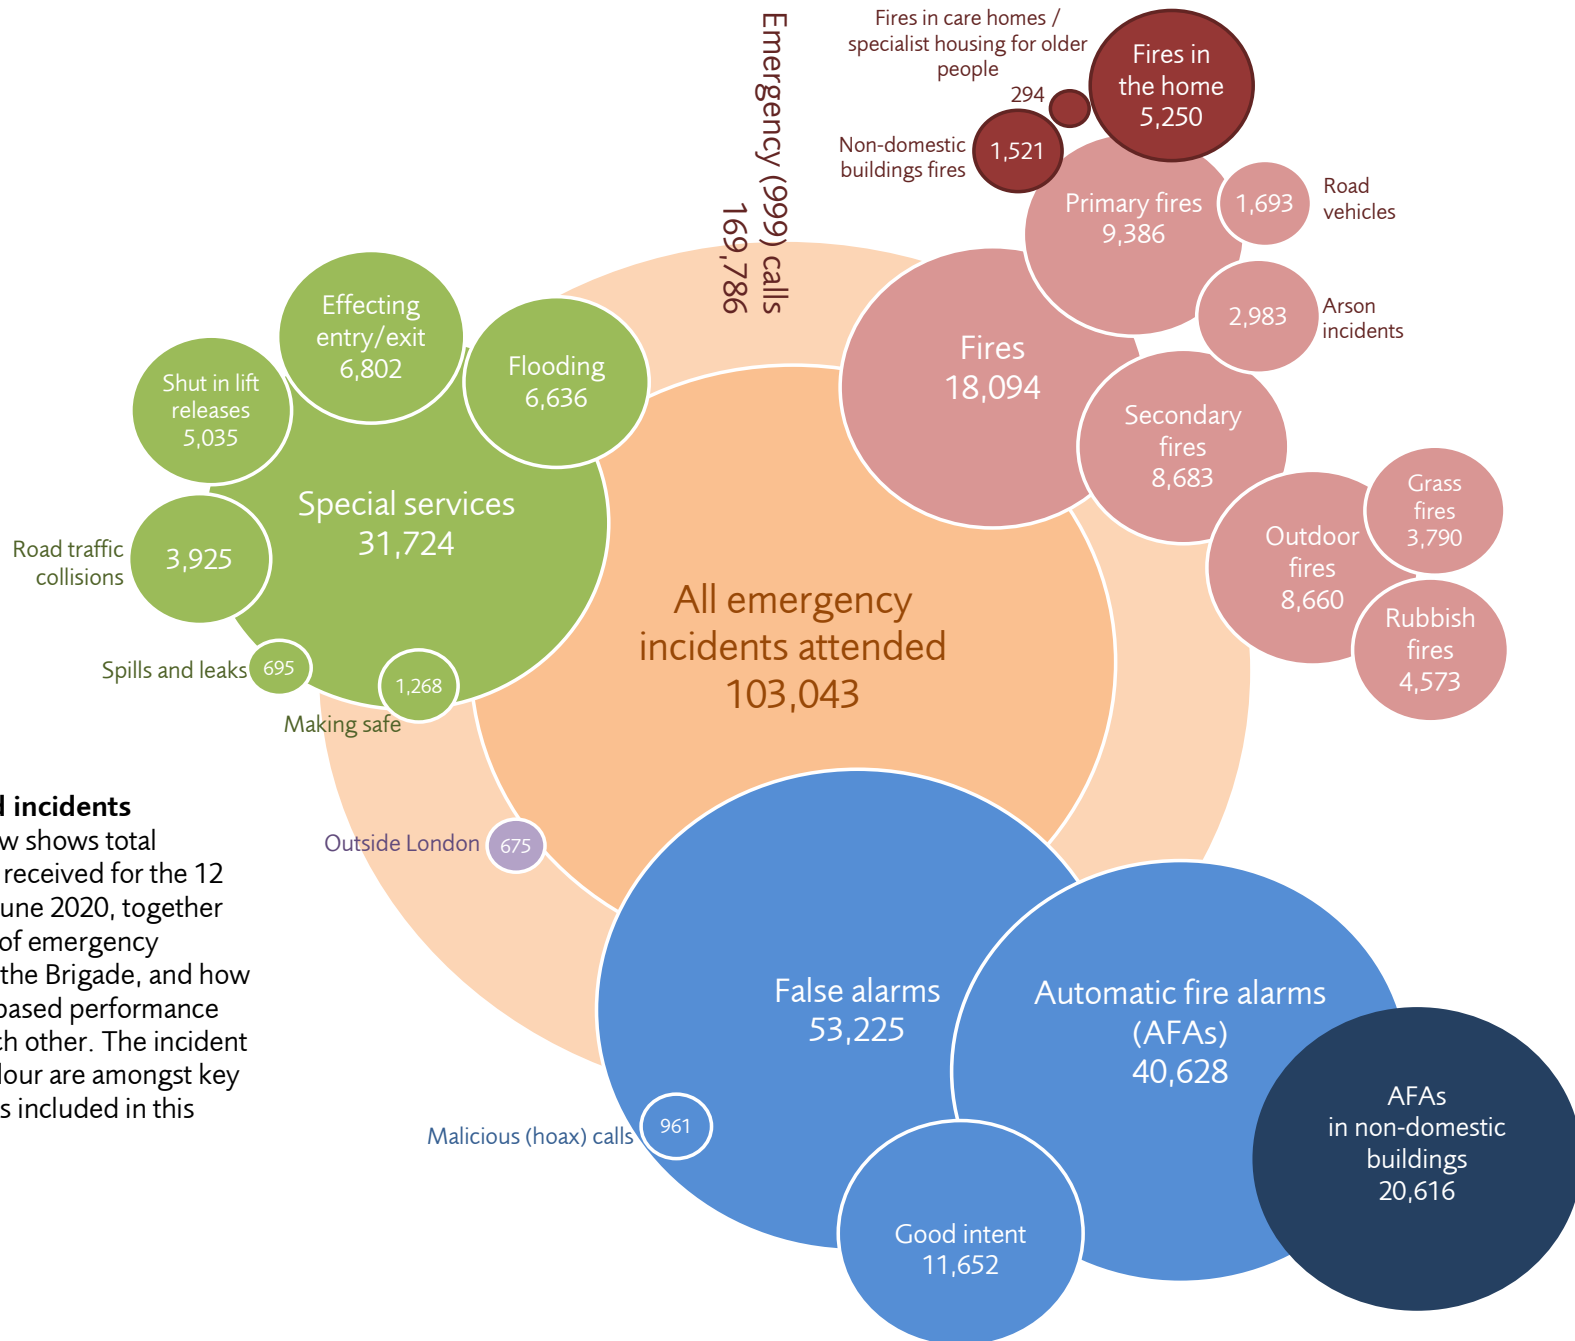 Emergency (999) calls
169,786
Fires in care homes /
specialist housing for older
people
294
Fires in
the home
5,250
Non-domestic
buildings fires
1,521
Primary fires
9,386
1,693
Road
vehicles
2,983
Arson
incidents
Fires
18,094
Secondary
fires
8,683
Outdoor
fires
8,660
Grass
fires
3,790
Rubbish
fires
4,573
Effecting
entry/exit
6,802
Flooding
6,636
Shut in lift
releases
5,035
Special services
31,724
Road traffic
collisions
3,925
Spills and leaks
695
1,268
Making safe
All emergency
incidents attended
103,043
Outside London
675
incidents
w shows total
received for the 12
une 2020, together
of emergency
the Brigade, and how
based performance
ch other. The incident
lour are amongst key
s included in this
False alarms
53,225
Automatic fire alarms
(AFAs)
40,628
AFAs
in non-domestic
buildings
20,616
Malicious (hoax) calls
961
Good intent
11,652